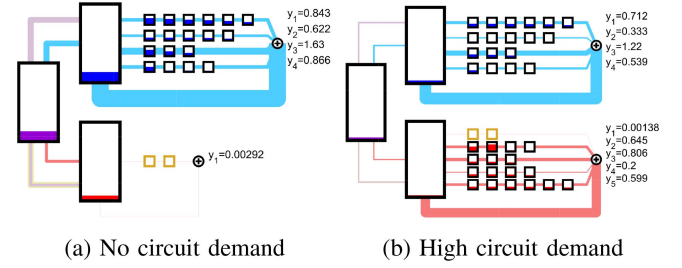 y1=0.843
y2=0.622
y3=1.63
y4=0.866
y1=0.00292
(a) No circuit demand
y1=0.712
y2=0.333
y3=1.22
y4=0.539
y1=0.00138
y2=0.645
y3=0.806
y4=0.2
y5=0.599
(b) High circuit demand